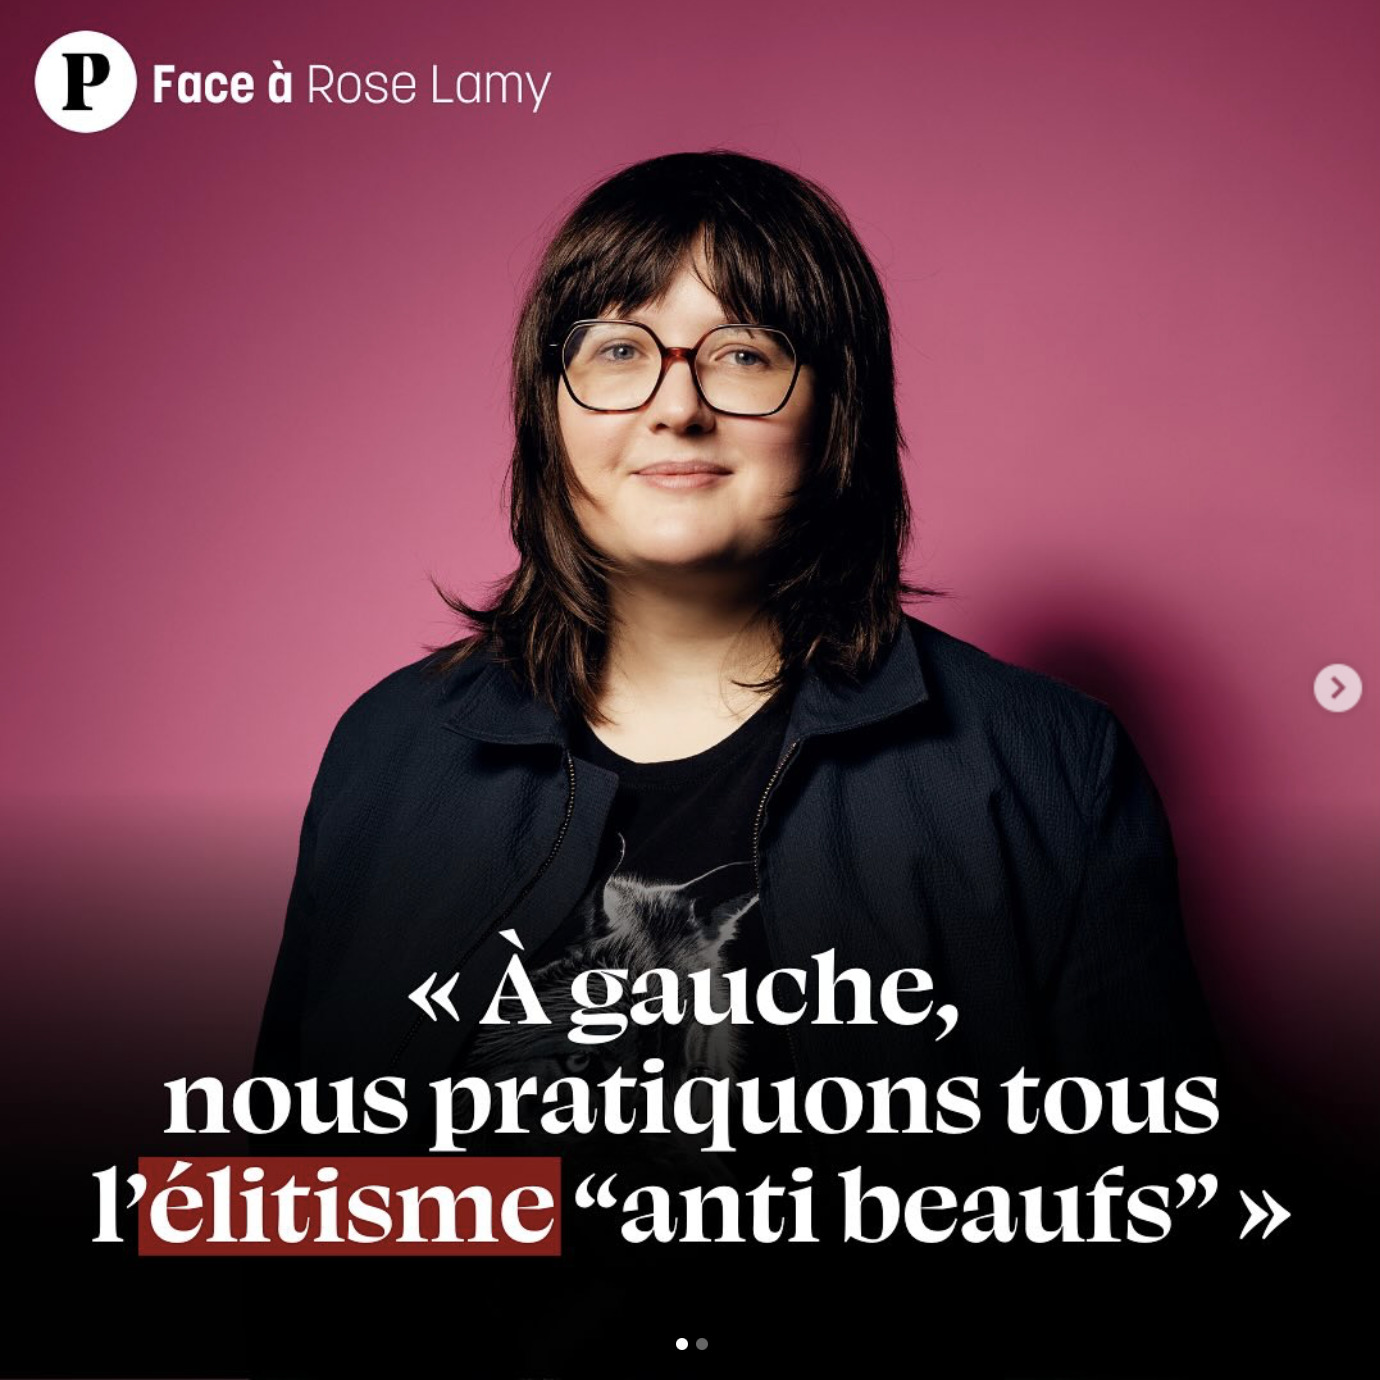 P Face à Rose Lamy
« À gauche,
nous pratiquons tous
l’élitisme “anti beaufs” »